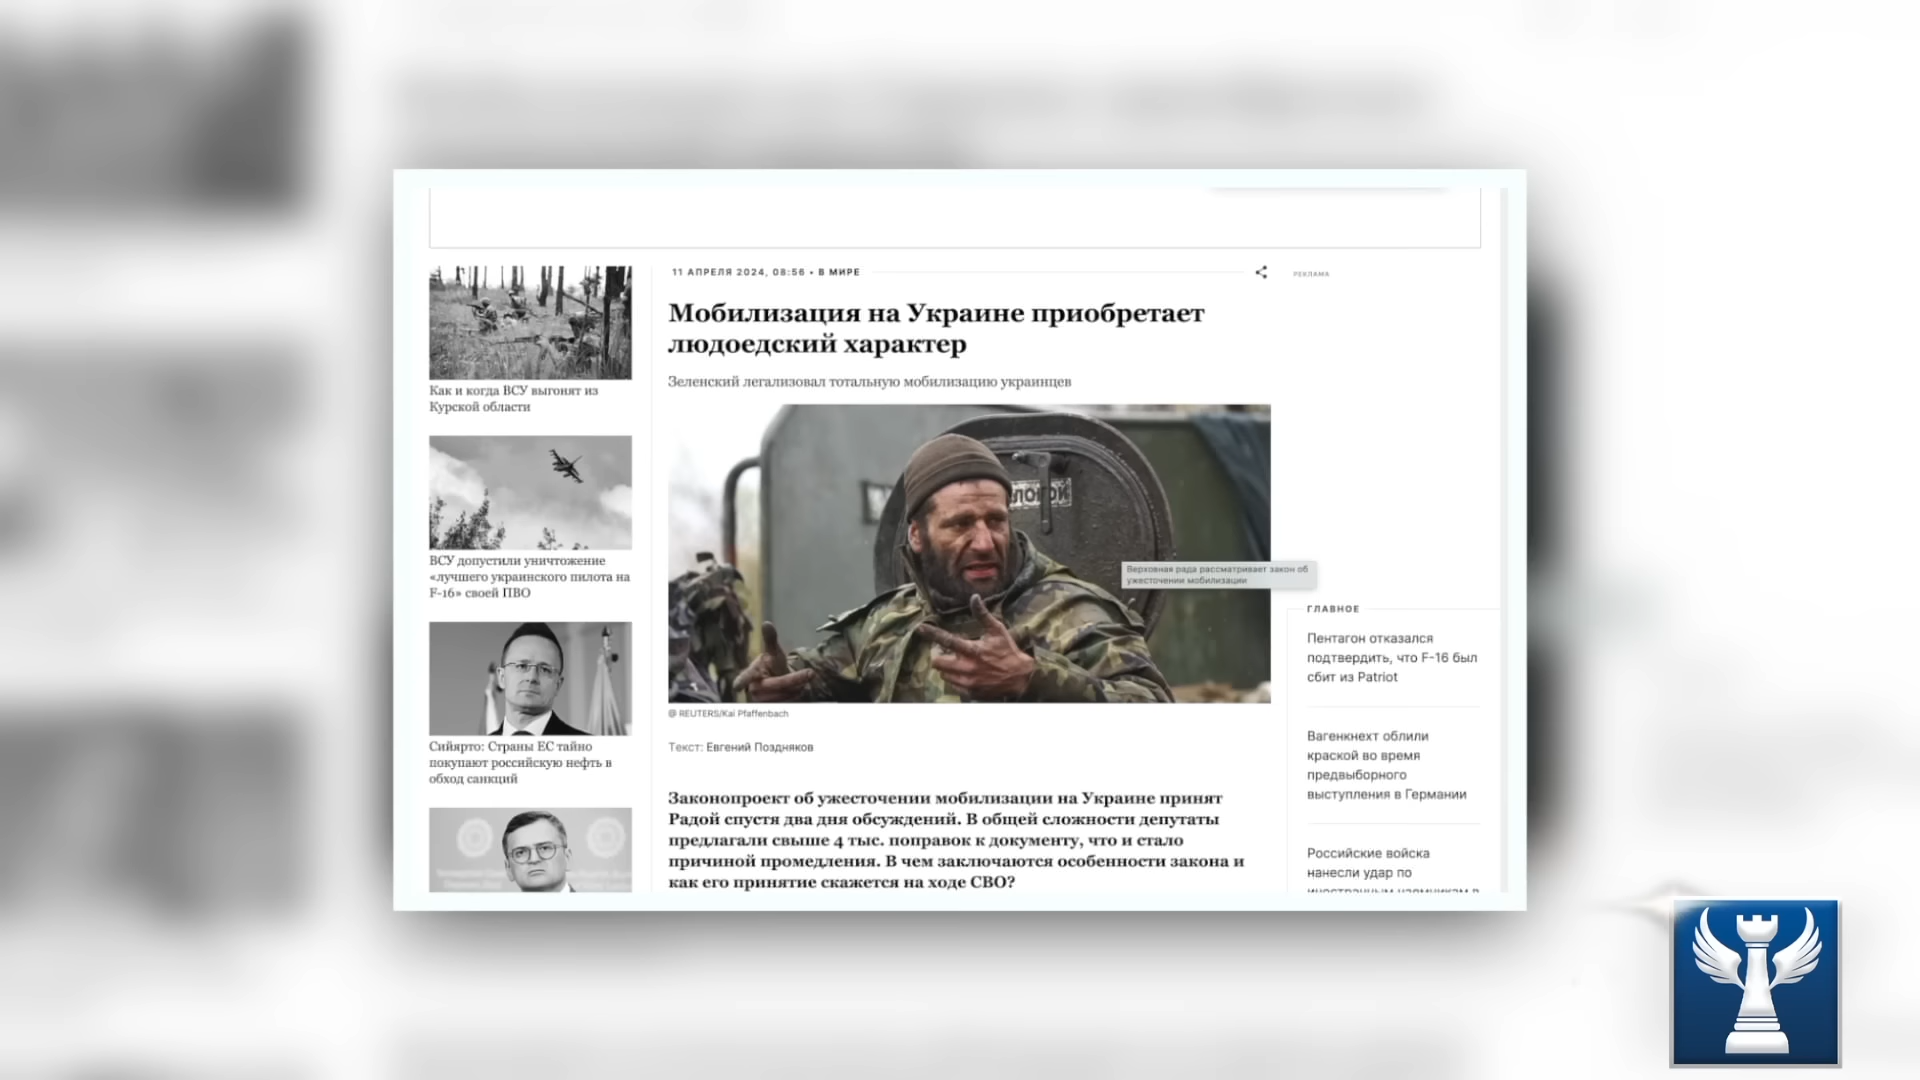 11 АПРЕЛЯ 2024, 08:56 • В МИРЕ
РЕКЛАМА
Мобилизация на Украине приобретает
людоедский характер
Зеленский легализовал тотальную мобилизацию украинцев
Верховная рада рассматривает закон об
ужесточении мобилизации
@ REUTERS/Kai Pfaffenbach
Текст: Евгений Поздняков
Законопроект об ужесточении мобилизации на Украине принят
Радой спустя два дня обсуждений. В общей сложности депутаты
предлагали свыше 4 тыс. поправок к документу, что и стало
причиной промедления. В чем заключаются особенности закона и
как его принятие скажется на ходе СВО?
Как и когда ВСУ выгонят из
Курской области
ВСУ допустили уничтожение
«лучшего украинского пилота на
F-16» своей ПВО
Сийярто: Страны ЕС тайно
покупают российскую нефть в
обход санкций
ГЛАВНОЕ
Пентагон отказался
подтвердить, что F-16 был
сбит из Patriot
Вагенкнехт облили
краской во время
предвыборного
выступления в Германии
Российские войска
нанесли удар по
иностранным наемникам в